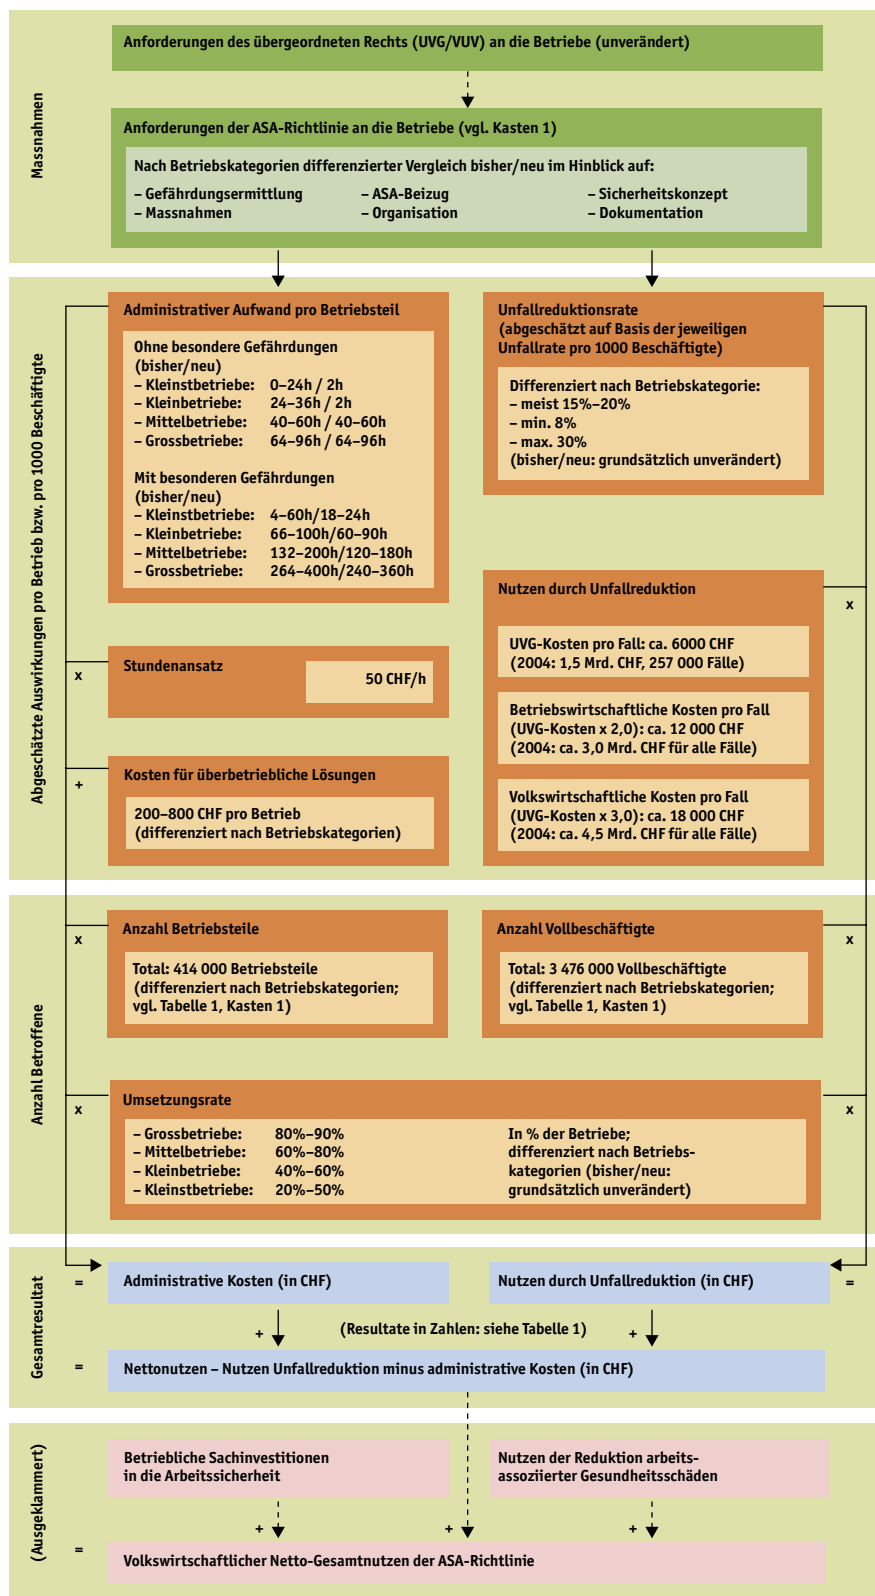 Massnahmen
Anforderungen des übergeordneten Rechts (UVG/VUV) an die Betriebe (unverändert)
Anforderungen der ASA-Richtlinie an die Betriebe (vgl. Kasten 1)
Nach Betriebskategorien differenzierter Vergleich bisher/neu im Hinblick auf:
– Gefährdungsermittlung – ASA-Beizug – Sicherheitskonzept
– Massnahmen – Organisation – Dokumentation
Abgeschätzte Auswirkungen pro Betrieb bzw. pro 1000 Beschäftigte
Administrativer Aufwand pro Betriebsteil
Ohne besondere Gefährdungen
(bisher/neu)
– Kleinstbetriebe: 0–24h / 2h
– Kleinbetriebe: 24–36h / 2h
– Mittelbetriebe: 40–60h / 40–60h
– Grossbetriebe: 64–96h / 64–96h
Mit besonderen Gefährdungen
(bisher/neu)
– Kleinstbetriebe: 4–60h/18–24h
– Kleinbetriebe: 66–100h/60–90h
– Mittelbetriebe: 132–200h/120–180h
– Grossbetriebe: 264–400h/240–360h
x
Stundenansatz
50 CHF/h
+
Kosten für überbetriebliche Lösungen
200–800 CHF pro Betrieb
(differenziert nach Betriebskategorien)
Unfallreduktionsrate
(abgeschätzt auf Basis der jeweiligen
Unfallrate pro 1000 Beschäftigte)
Differenziert nach Betriebskategorie:
– meist 15%–20%
– min. 8%
– max. 30%
(bisher/neu: grundsätzlich unverändert)
x
Nutzen durch Unfallreduktion
UVG-Kosten pro Fall: ca. 6000 CHF
(2004: 1,5 Mrd. CHF, 257 000 Fälle)
Betriebswirtschaftliche Kosten pro Fall
(UVG-Kosten x 2,0): ca. 12 000 CHF
(2004: ca. 3,0 Mrd. CHF für alle Fälle)
Volkswirtschaftliche Kosten pro Fall
(UVG-Kosten x 3,0): ca. 18 000 CHF
(2004: ca. 4,5 Mrd. CHF für alle Fälle)
Anzahl Betroffene
x
Anzahl Betriebsteile
Total: 414 000 Betriebsteile
(differenziert nach Betriebskategorien;
vgl. Tabelle 1, Kasten 1)
Anzahl Vollbeschäftigte
x
Total: 3 476 000 Vollbeschäftigte
(differenziert nach Betriebskategorien;
vgl. Tabelle 1, Kasten 1)
x
Umsetzungsrate
x
– Grossbetriebe: 80%–90%
– Mittelbetriebe: 60%–80%
– Kleinbetriebe: 40%–60%
– Kleinstbetriebe: 20%–50%
In % der Betriebe;
differenziert nach Betriebs-
kategorien (bisher/neu:
grundsätzlich unverändert)
Gesamtresultat
=
Administrative Kosten (in CHF)
Nutzen durch Unfallreduktion (in CHF)
=
+ (Resultate in Zahlen: siehe Tabelle 1) +
=
Nettonutzen – Nutzen Unfallreduktion minus administrative Kosten (in CHF)
(Ausgeklammert)
Betriebliche Sachinvestitionen
in die Arbeitssicherheit
Nutzen der Reduktion arbeits-
assoziierter Gesundheitsschäden
+ + +
=
Volkswirtschaftlicher Netto-Gesamtnutzen der ASA-Richtlinie